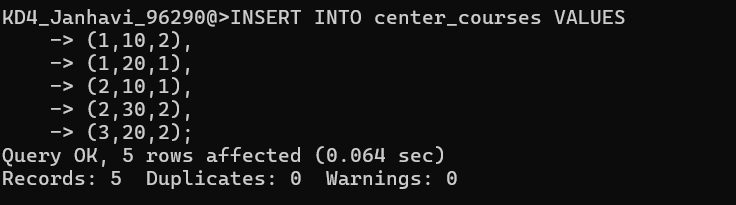 KD4_Janhavi_96290@>INSERT INTO center_courses VALUES
    -> (1,10,2),
    -> (1,20,1),
    -> (2,10,1),
    -> (2,30,2),
    -> (3,20,2);
Query OK, 5 rows affected (0.064 sec)
Records: 5  Duplicates: 0  Warnings: 0